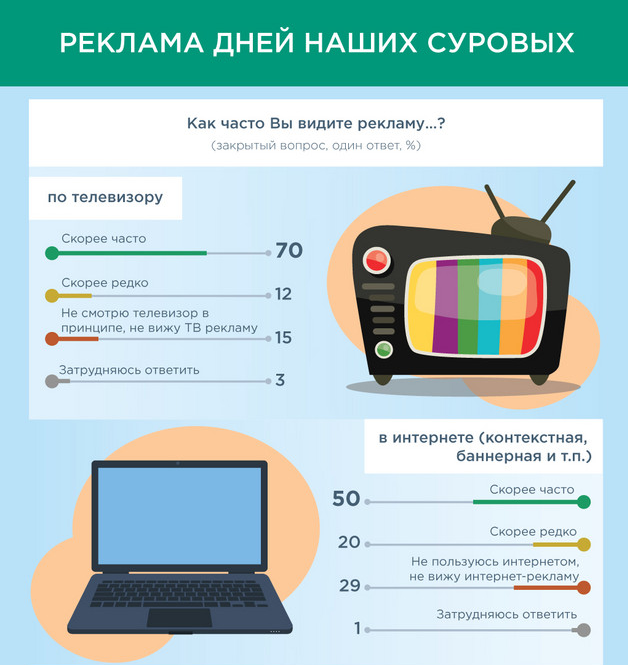 РЕКЛАМА ДНЕЙ НАШИХ СУРОВЫХ
Как часто Вы видите рекламу...?
(закрытый вопрос, один ответ, %)
по телевизору
Скорее часто
70
Скорее редко
12
Не смотрю телевизор в
принципе, не вижу ТВ рекламу
15
Затрудняюсь ответить
3
в интернете (контекстная,
баннерная и т.п.)
Скорее часто
50
Скорее редко
20
Не пользуюсь интернетом,
не вижу интернет-рекламу
29
Затрудняюсь ответить
1